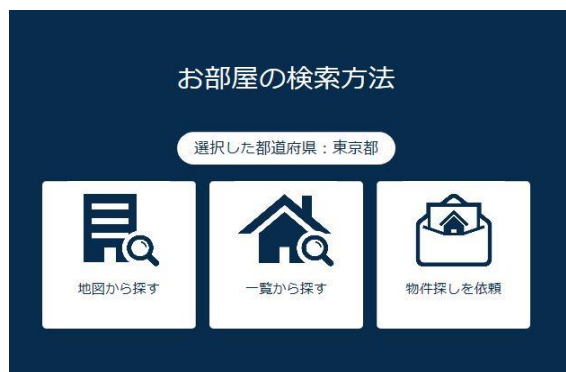 お部屋の検索方法
選択した都道府県：東京都
地図から探す
一覧から探す
物件探しを依頼